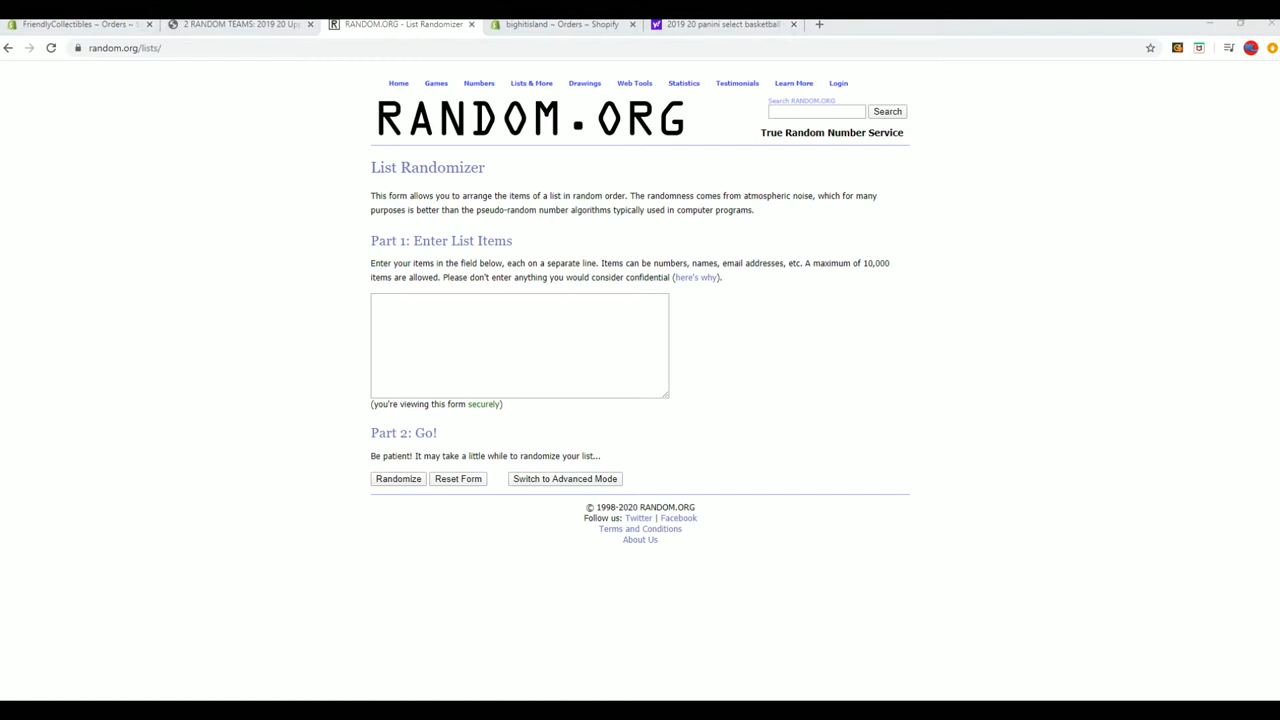 FriendlyCollectibles ~ Orders ~ S
2 RANDOM TEAMS: 2019 20 Up
RANDOM.ORG - List Randomizer
bighitisland ~ Orders ~ Shopify
2019 20 panini select basketball
random.org/lists/
Home Games Numbers Lists & More Drawings Web Tools Statistics Testimonials Learn More Login
RANDOM.ORG
Search RANDOM.ORG
Search
True Random Number Service
List Randomizer
This form allows you to arrange the items of a list in random order. The randomness comes from atmospheric noise, which for many
purposes is better than the pseudo-random number algorithms typically used in computer programs.
Part 1: Enter List Items
Enter your items in the field below, each on a separate line. Items can be numbers, names, email addresses, etc. A maximum of 10,000
items are allowed. Please don't enter anything you would consider confidential (here's why).
(you're viewing this form securely)
Part 2: Go!
Be patient! It may take a little while to randomize your list...
Randomize Reset Form Switch to Advanced Mode
© 1998-2020 RANDOM.ORG
Follow us: Twitter | Facebook
Terms and Conditions
About Us